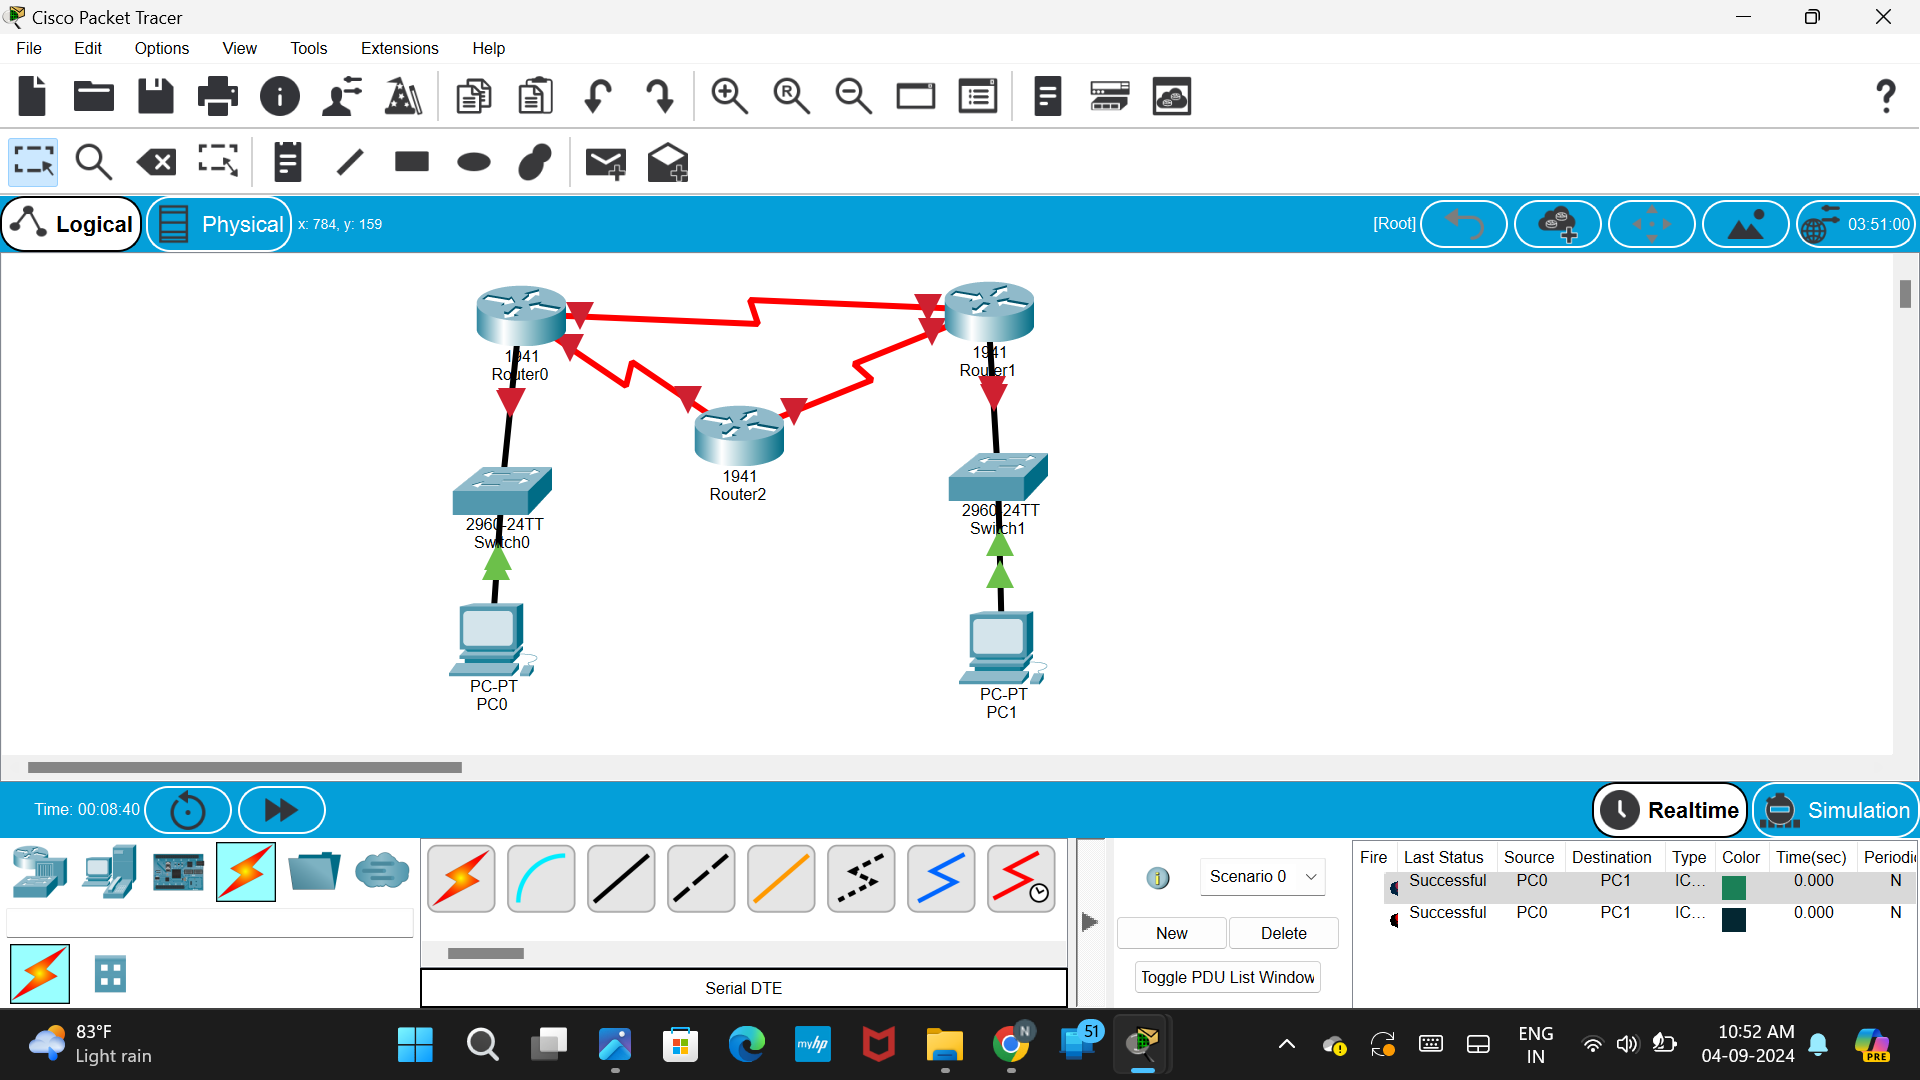 Cisco Packet Tracer
File Edit Options View Tools Extensions Help
Logical Physical x: 784, y: 159 [Root] 03:51:00
1941
Router0
1941
Router1
1941
Router2
2960-24TT
Switch0
2960-24TT
Switch1
PC-PT
PC0
PC-PT
PC1
Time: 00:08:40 Realtime Simulation
Scenario 0
New Delete
Toggle PDU List Window
Serial DTE
Fire Last Status Source Destination Type Color Time(sec) Periodic
Successful PC0 PC1 IC... 0.000 N
Successful PC0 PC1 IC... 0.000 N
83°F
Light rain
myhp
N
51
PRE
ENG
IN
10:52 AM
04-09-2024